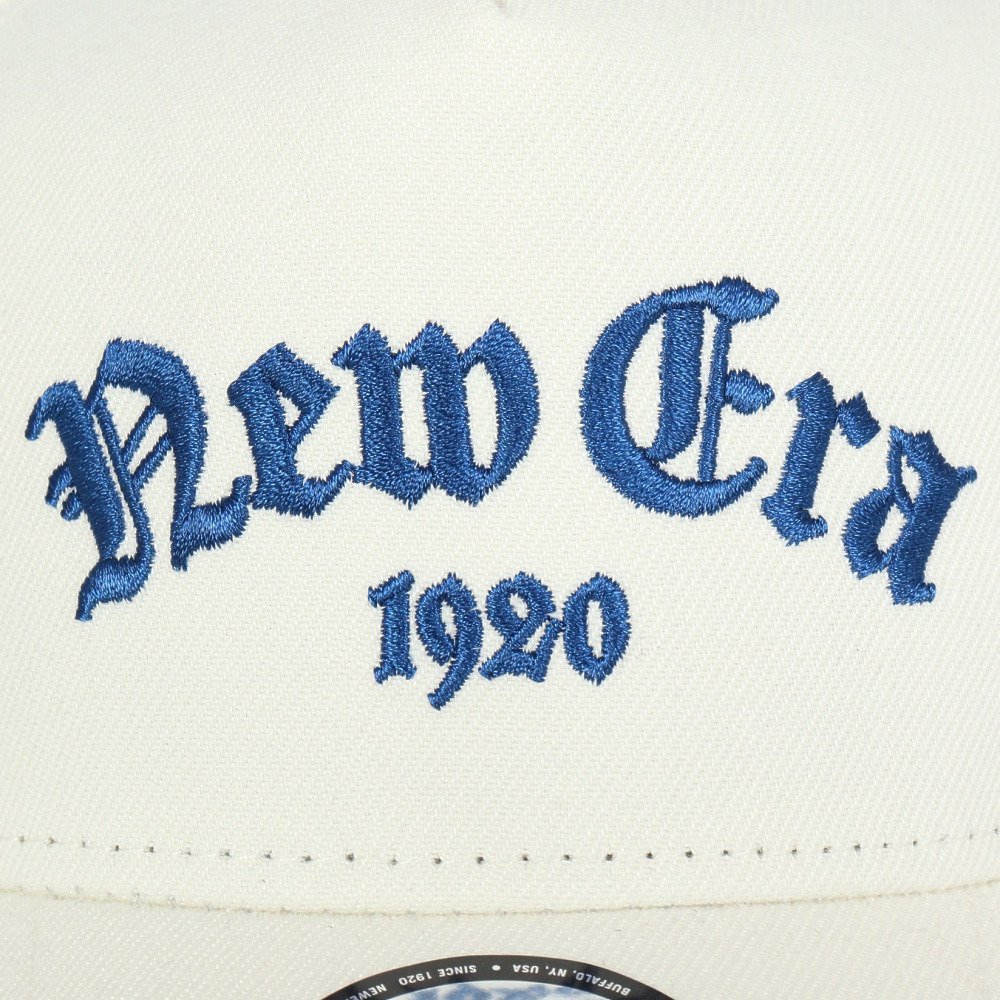 New Era
1920
BUFFALO, NY, USA • SINCE 1920